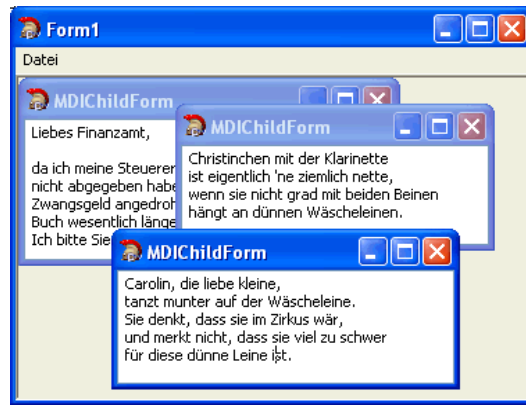 Form1
Datei
MDIChildForm
Liebes Finanzamt,
da ich meine Steuerer
nicht abgegeben habe
Zwangsgeld angedroh
Buch wesentlich länge
Ich bitte Sie
MDIChildForm
Christinchen mit der Klarinette
ist eigentlich 'ne ziemlich nette,
wenn sie nicht grad mit beiden Beinen
hängt an dünnen Wäscheleinen.
MDIChildForm
Carolin, die liebe kleine,
tanzt munter auf der Wäscheleine.
Sie denkt, dass sie im Zirkus wär,
und merkt nicht, dass sie viel zu schwer
für diese dünne Leine ist.